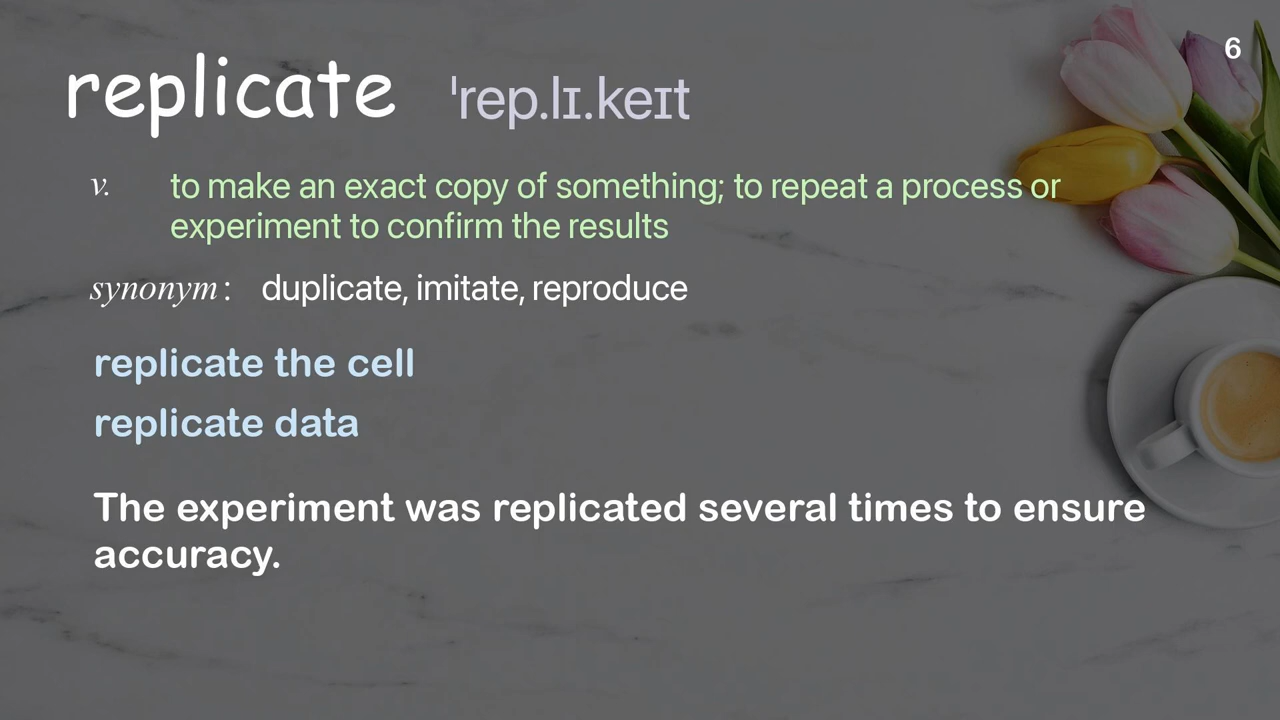 6
replicate ˈrep.lɪ.keɪt
v. to make an exact copy of something; to repeat a process or
experiment to confirm the results
synonym : duplicate, imitate, reproduce
replicate the cell
replicate data
The experiment was replicated several times to ensure
accuracy.